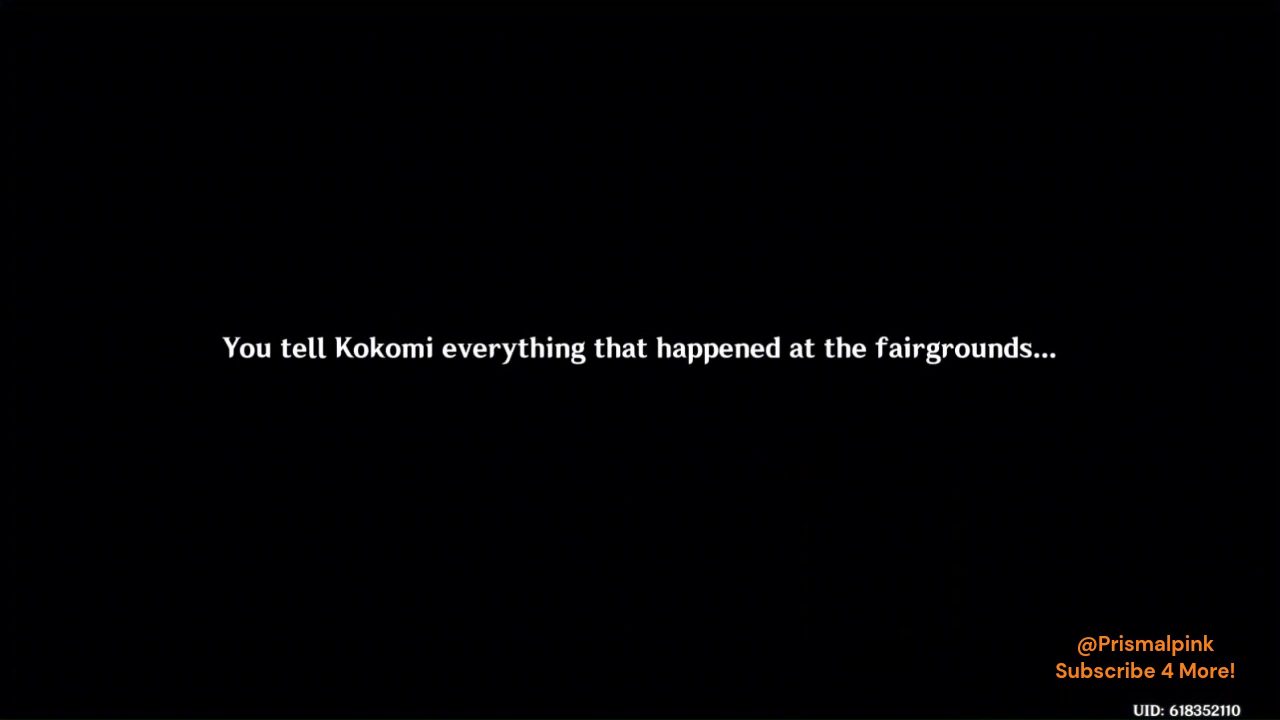 You tell Kokomi everything that happened at the fairgrounds...
@Prismalpink
Subscribe 4 More!
UID: 618352110